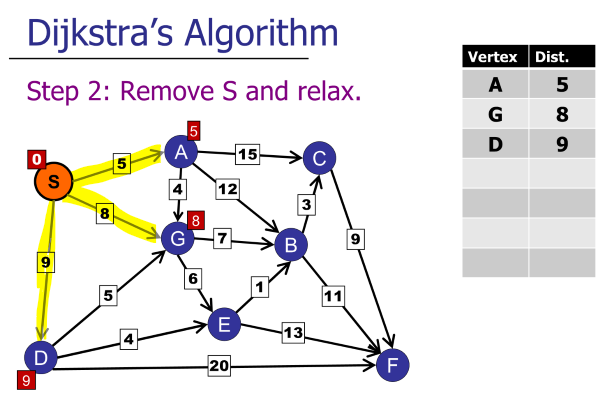 Dijkstra's Algorithm
Step 2: Remove S and relax.
Vertex Dist.
A 5
G 8
D 9
5
0
A
15
C
5
S
4
12
8
3
8
G
7
B
9
9
6
1
5
11
E
4
13
D
20
F
9